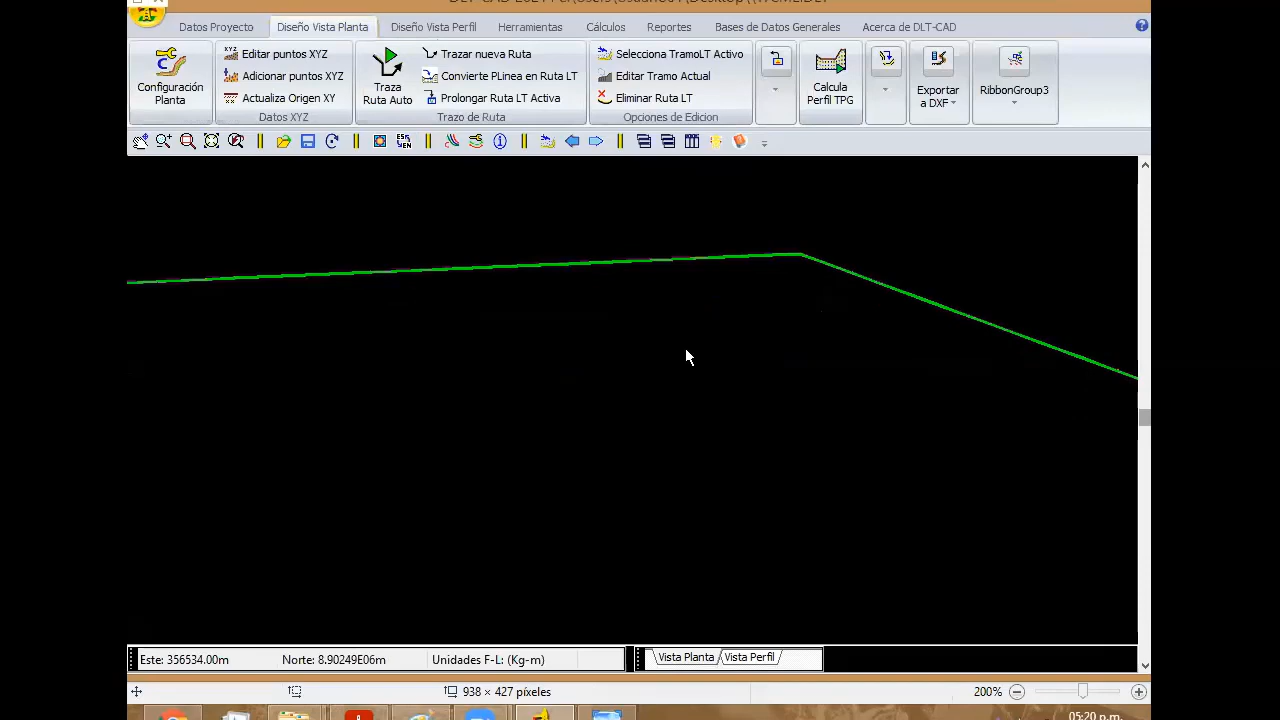 Datos Proyecto Diseño Vista Planta Diseño Vista Perfil Herramientas Cálculos Reportes Bases de Datos Generales Acerca de DLT-CAD
Configuración
Planta
Editar puntos XYZ
Adicionar puntos XYZ
Actualiza Origen XY
Datos XYZ
Traza
Ruta Auto
Trazar nueva Ruta
Convierte PLinea en Ruta LT
Prolongar Ruta LT Activa
Trazo de Ruta
Selecciona TramoLT Activo
Editar Tramo Actual
Eliminar Ruta LT
Opciones de Edicion
Calcula
Perfil TPG
Exportar
a DXF
RibbonGroup3
Este: 356534.00m Norte: 8.90249E06m Unidades F-L: (Kg-m) Vista Planta Vista Perfil
938 × 427 píxeles 200%
05:20 p.m.